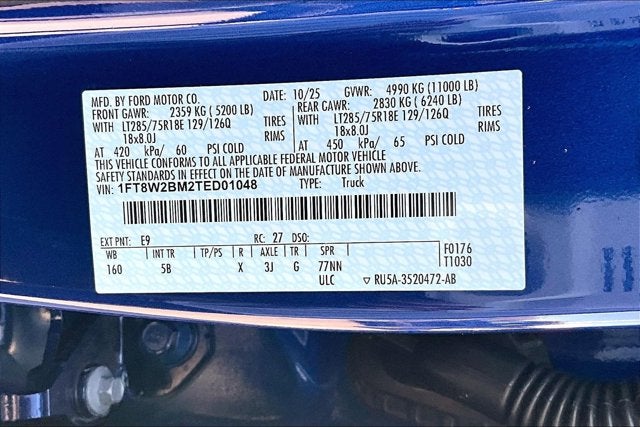 MFD. BY FORD MOTOR CO. DATE: 10/25 GVWR: 4990 KG (11000 LB)
FRONT GAWR: 2359 KG ( 5200 LB) REAR GAWR: 2830 KG ( 6240 LB)
WITH LT285/75R18E 129/126Q TIRES WITH LT285/75R18E 129/126Q TIRES
18x8.0J RIMS 18x8.0J RIMS
AT 420 kPa/ 60 PSI COLD AT 450 kPa/ 65 PSI COLD
THIS VEHICLE CONFORMS TO ALL APPLICABLE FEDERAL MOTOR VEHICLE
SAFETY STANDARDS IN EFFECT ON THE DATE OF MANUFACTURE SHOWN ABOVE.
VIN: 1FT8W2BM2TED01048 TYPE: Truck
EXT PNT: E9 RC: 27 DSO:
WB INT TR TP/PS R AXLE TR SPR F0176
160 5B X 3J G 77NN T1030
ULC RU5A-3520472-AB